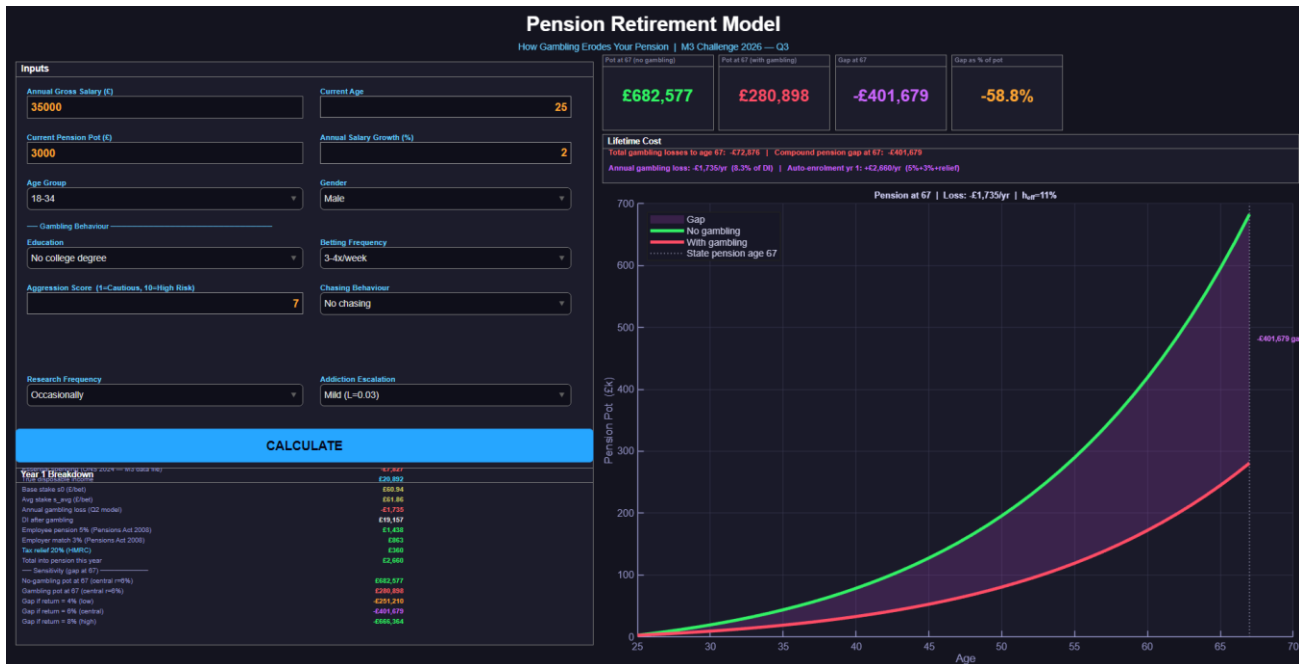 Pension Retirement Model
How Gambling Erodes Your Pension | M3 Challenge 2026 — Q3
Inputs
Annual Gross Salary (£)
35000
Current Age
25
Current Pension Pot (£)
3000
Annual Salary Growth (%)
2
Age Group
18-34
Gender
Male
── Gambling Behaviour ──
Education
No college degree
Betting Frequency
3-4x/week
Aggression Score (1=Cautious, 10=High Risk)
7
Chasing Behaviour
No chasing
Research Frequency
Occasionally
Addiction Escalation
Mild (L=0.03)
CALCULATE
Year 1 Breakdown
True disposable income £20,892
Base stake s0 (£/bet) £60.94
Avg stake s_avg (£/bet) £61.86
Annual gambling loss (Q2 model) -£1,735
DI after gambling £19,157
Employee pension 5% (Pensions Act 2008) £1,438
Employer match 3% (Pensions Act 2008) £863
Tax relief 20% (HMRC) £360
Total into pension this year £2,660
── Sensitivity (gap at 67) ──
No-gambling pot at 67 (central r=6%) £682,577
Gambling pot at 67 (central r=6%) £280,898
Gap if return = 4% (low) -£251,210
Gap if return = 6% (central) -£401,679
Gap if return = 8% (high) -£666,364
Pot at 67 (no gambling)
£682,577
Pot at 67 (with gambling)
£280,898
Gap at 67
-£401,679
Gap as % of pot
-58.8%
Lifetime Cost
Total gambling losses to age 67: -£72,876 | Compound pension gap at 67: -£401,679
Annual gambling loss: -£1,735/yr (8.3% of DI) | Auto-enrolment yr 1: +£2,660/yr (5%+3%+relief)
Pension at 67 | Loss: -£1,735/yr | h_eff=11%
Gap
No gambling
With gambling
State pension age 67
-£401,679 ga
Pension Pot (£k)
700
600
500
400
300
200
100
0
25 30 35 40 45 50 55 60 65 70
Age